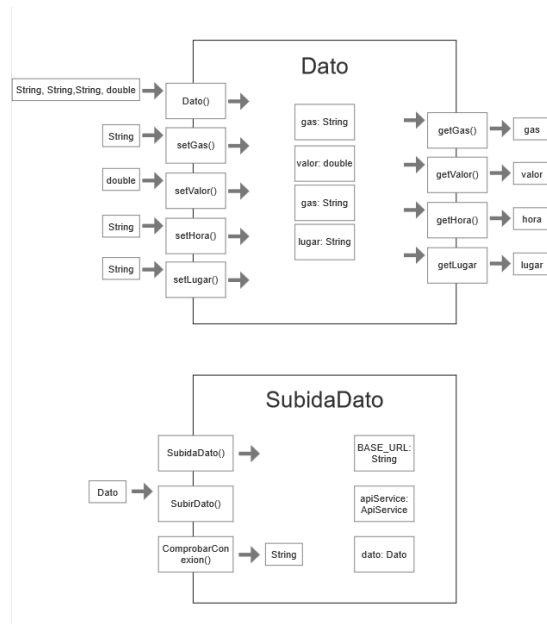 Dato
String, String,String, double
Dato()
gas: String
getGas()
gas
String
setGas()
valor: double
getValor()
valor
double
setValor()
gas: String
getHora()
hora
String
setHora()
lugar: String
getLugar
lugar
String
setLugar()
SubidaDato
SubidaDato()
BASE_URL:
String
Dato
SubirDato()
apiService:
ApiService
ComprobarCon
exion()
String
dato: Dato